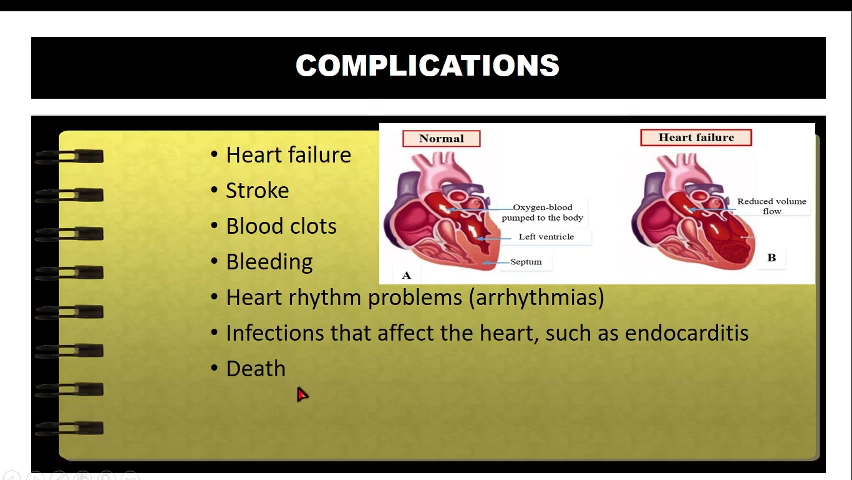 COMPLICATIONS
• Heart failure
• Stroke
• Blood clots
• Bleeding
• Heart rhythm problems (arrhythmias)
• Infections that affect the heart, such as endocarditis
• Death
Normal
Oxygen-blood
pumped to the body
Left ventricle
Septum
A
Heart failure
Reduced volume
flow
B